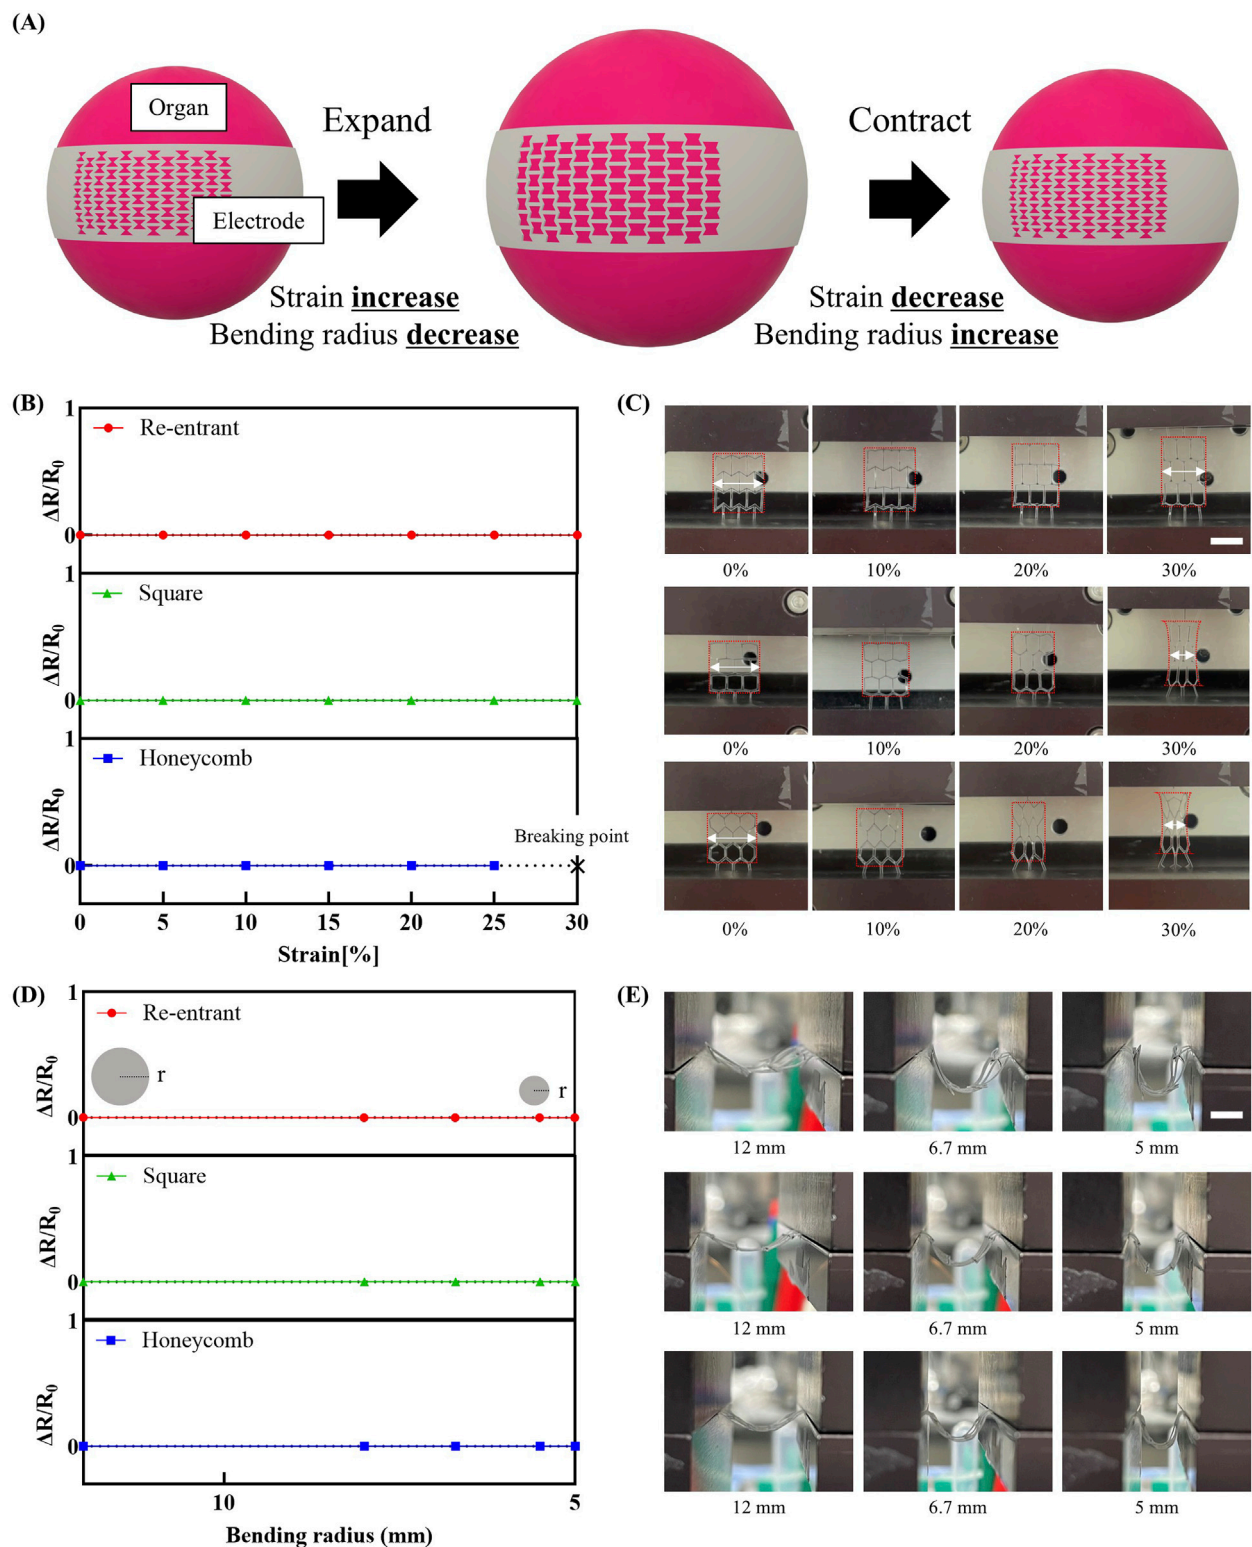 (A)
Organ
Electrode
Expand
Contract
Strain increase
Bending radius decrease
Strain decrease
Bending radius increase
(B)
1
Re-entrant
ΔR/R0
0
1
Square
ΔR/R0
0
1
Honeycomb
ΔR/R0
Breaking point
0
0 5 10 15 20 25 30
Strain[%]
(C)
0% 10% 20% 30%
0% 10% 20% 30%
0% 10% 20% 30%
(D)
1
Re-entrant
r
r
ΔR/R0
0
1
Square
ΔR/R0
0
1
Honeycomb
ΔR/R0
0
10 5
Bending radius (mm)
(E)
12 mm 6.7 mm 5 mm
12 mm 6.7 mm 5 mm
12 mm 6.7 mm 5 mm